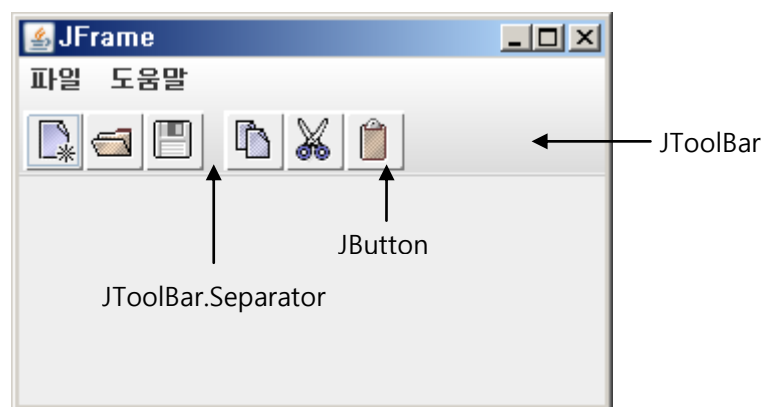 JFrame
파일 도움말
JToolBar
JButton
JToolBar.Separator